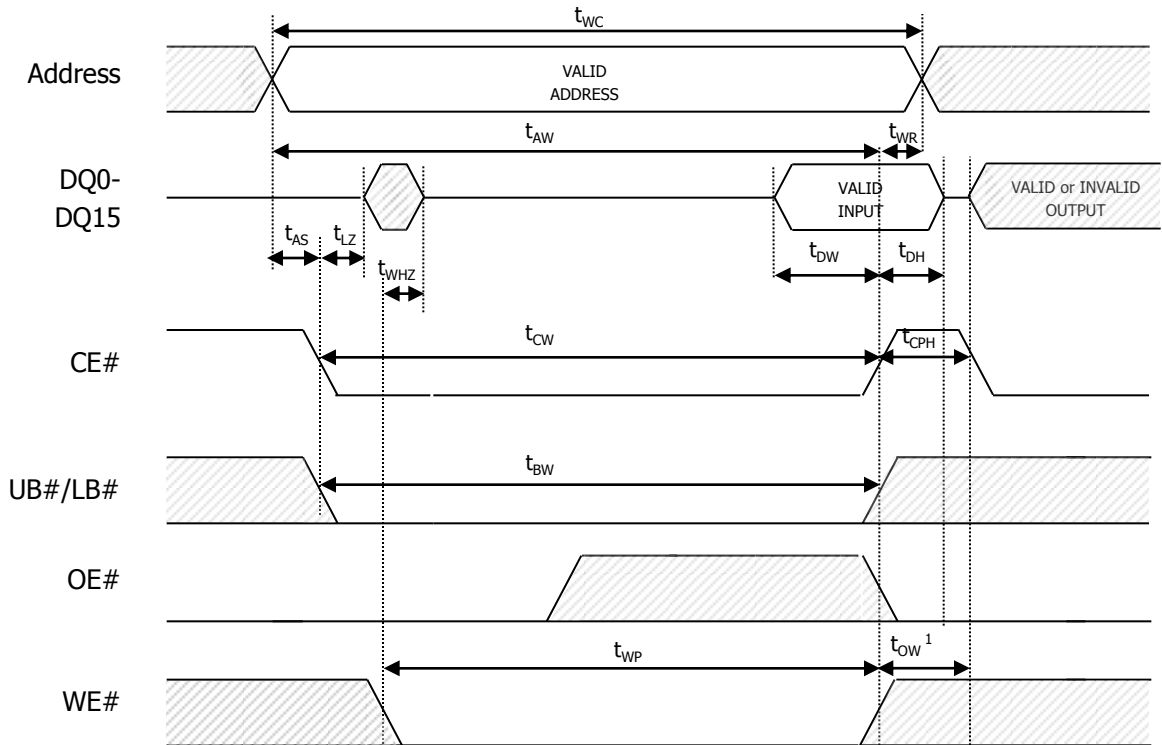 tWC
Address
VALID
ADDRESS
tAW
tWR
DQ0-
DQ15
VALID
INPUT
VALID or INVALID
OUTPUT
tAS
tLZ
tWHZ
tDW
tDH
CE#
tCW
tCPH
UB#/LB#
tBW
OE#
tWP
tOW 1
WE#